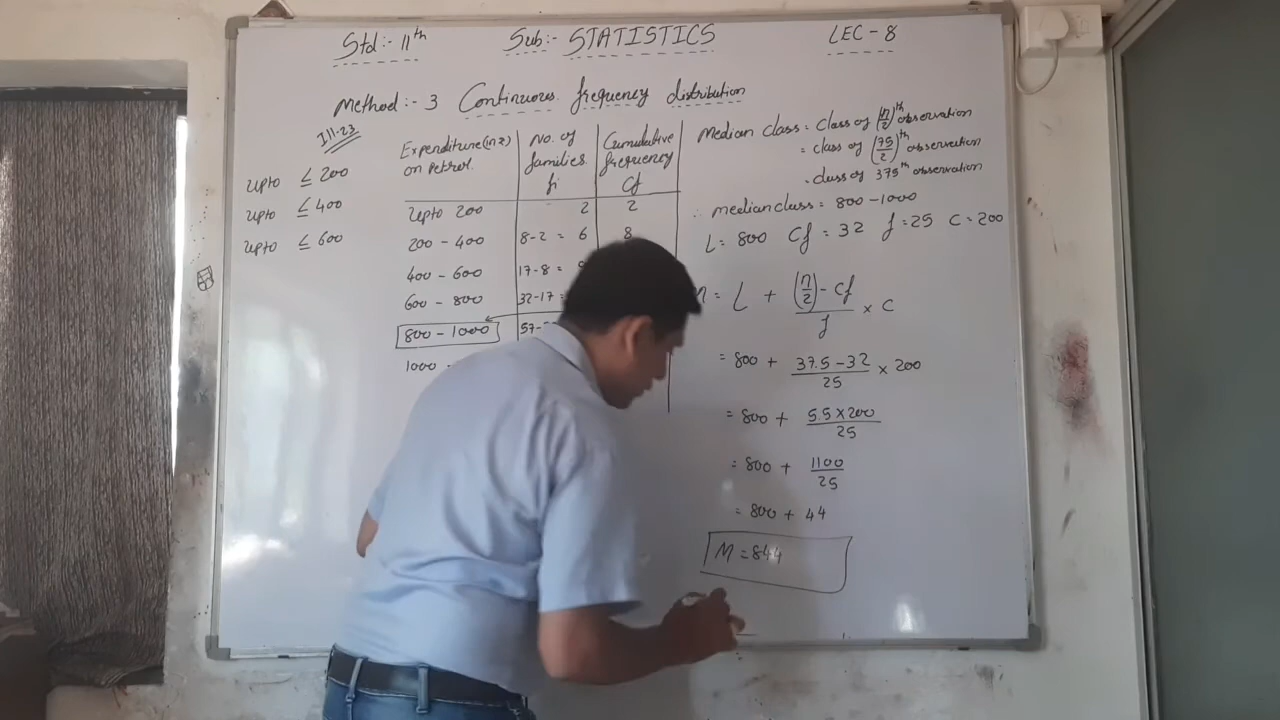 Std:- 11th Sub:- STATISTICS LEC-8
Method:- 3 Continuous frequency distribution
Ill-23
upto ≤ 200
upto ≤ 400
upto ≤ 600
Expenditure (in ₹) on Petrol.
No. of families fi
Cumulative frequency Cf
Upto 200 2 2
200 - 400 8-2 = 6 8
400 - 600 17-8 =
600 - 800 32-17 =
800 - 1000 57-
1000 -
Median class = Class of (n/2)th observation
= class of (75/2)th observation
= class of 375th observation
∴ median class = 800 - 1000
L = 800 Cf = 32 f = 25 C = 200
= L + (n/2) - Cf / f × C
= 800 + 37.5 - 32 / 25 × 200
= 800 + 5.5 × 200 / 25
= 800 + 1100 / 25
= 800 + 44
M = 844